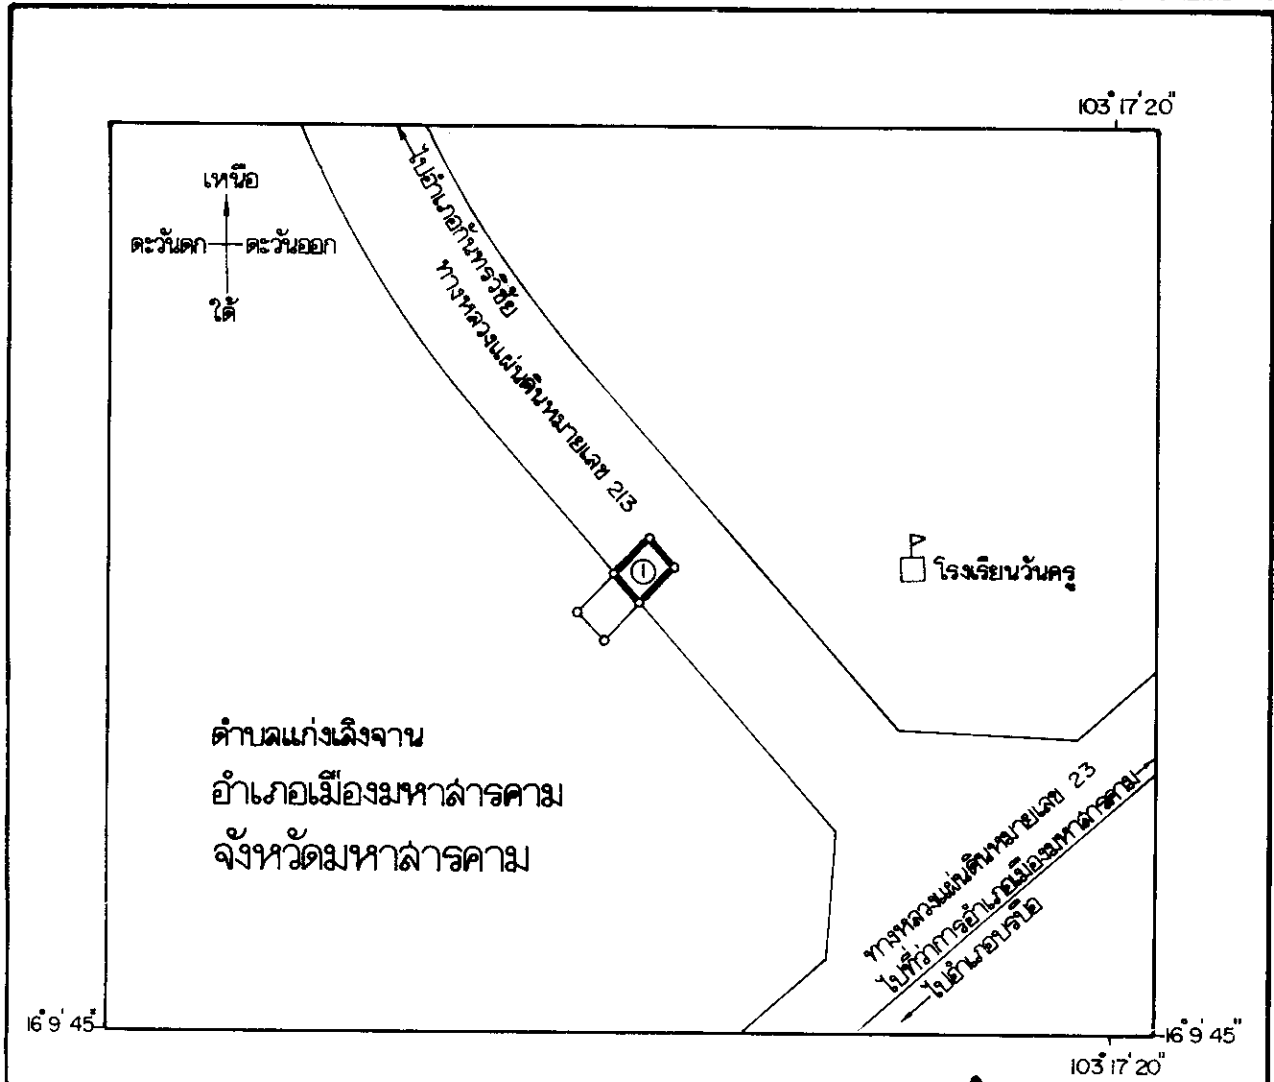 103° 17' 20"
เหนือ
ตะวันตก ตะวันออก
ใต้
ไปอำเภอกันทรวิชัย
ทางหลวงแผ่นดินหมายเลข 213
1
โรงเรียนวันครู
ตำบลแก่งเลิงจาน
อำเภอเมืองมหาสารคาม
จังหวัดมหาสารคาม
ทางหลวงแผ่นดินหมายเลข 23
ไปที่ว่าการอำเภอเมืองมหาสารคาม
ไปอำเภอบรบือ
16° 9' 45"
16° 9' 45"
103° 17' 20"